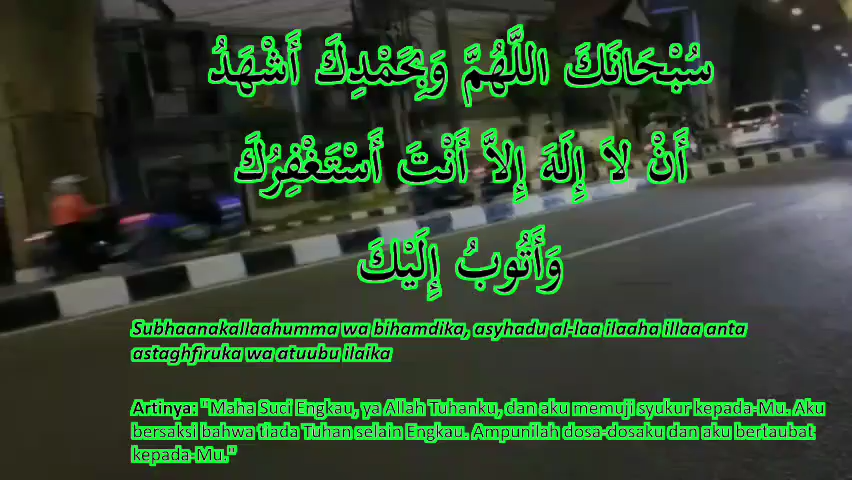 سُبْحَانَكَ اللَّهُمَّ وَبِحَمْدِكَ أَشْهَدُ
أَنْ لاَ إِلَهَ إِلاَّ أَنْتَ أَسْتَغْفِرُكَ
وَأَتُوبُ إِلَيْكَ
Subhaanakallaahumma wa bihamdika, asyhadu al-laa ilaaha illaa anta
astaghfiruka wa atuubu ilaika
Artinya: "Maha Suci Engkau, ya Allah Tuhanku, dan aku memuji syukur kepada-Mu. Aku
bersaksi bahwa tiada Tuhan selain Engkau. Ampunilah dosa-dosaku dan aku bertaubat
kepada-Mu."